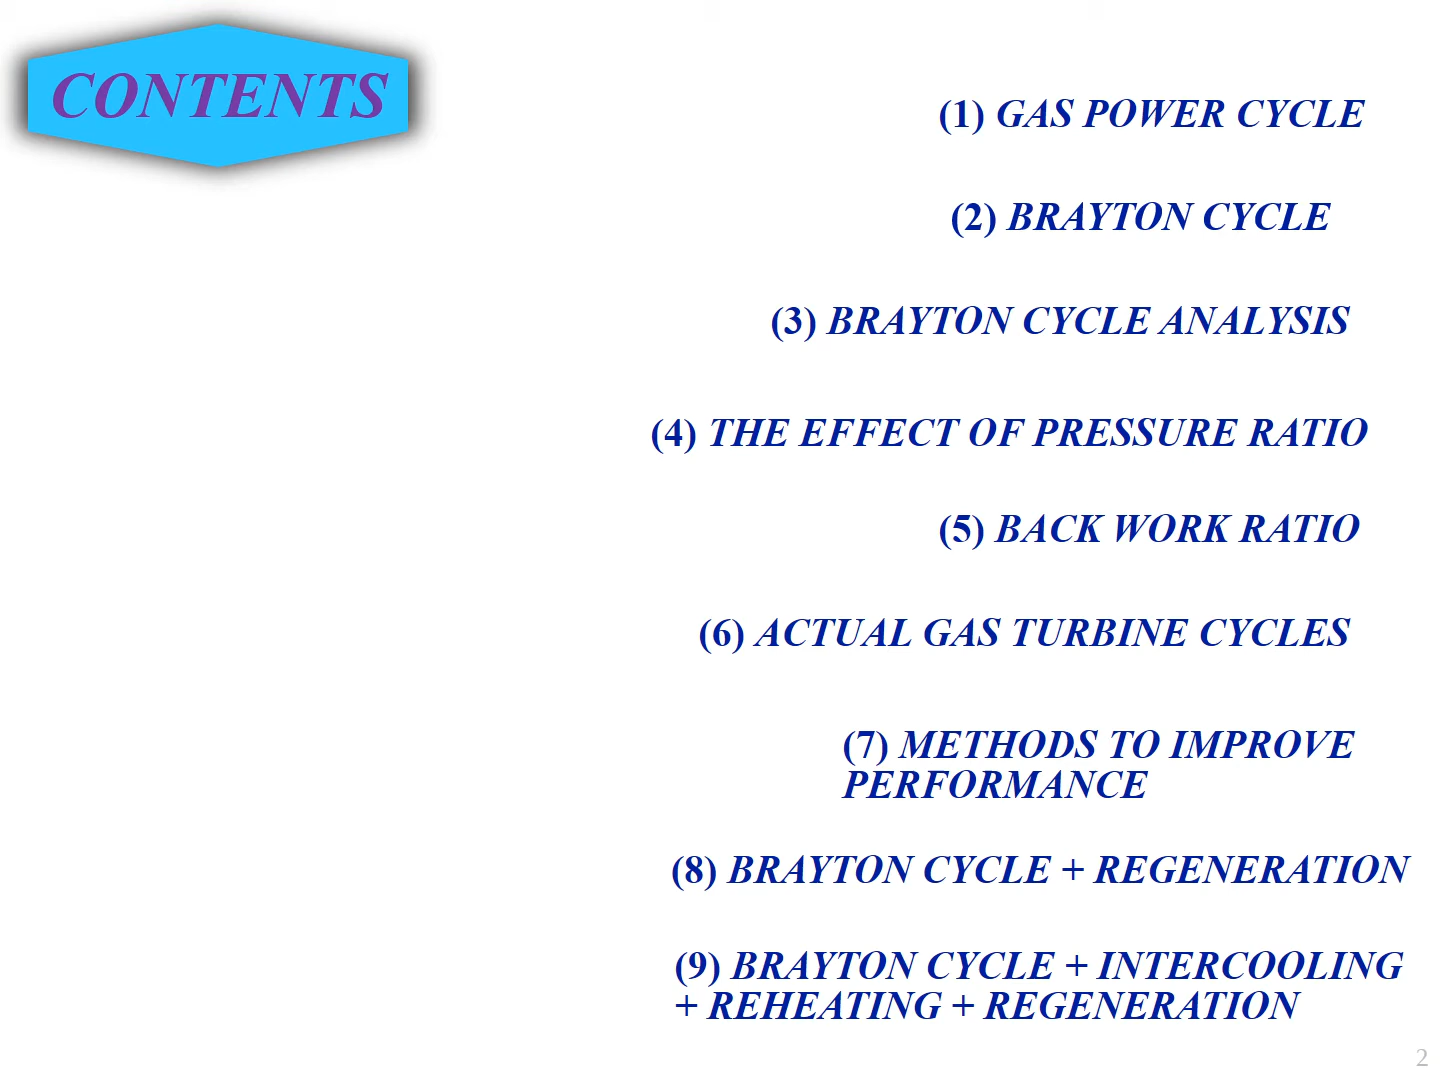 CONTENTS
(1) GAS POWER CYCLE
(2) BRAYTON CYCLE
(3) BRAYTON CYCLE ANALYSIS
(4) THE EFFECT OF PRESSURE RATIO
(5) BACK WORK RATIO
(6) ACTUAL GAS TURBINE CYCLES
(7) METHODS TO IMPROVE
PERFORMANCE
(8) BRAYTON CYCLE + REGENERATION
(9) BRAYTON CYCLE + INTERCOOLING
+ REHEATING + REGENERATION
2